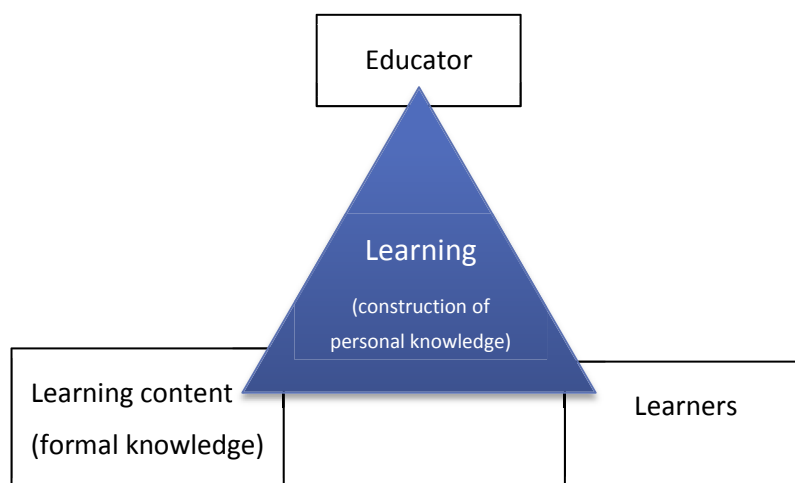 Educator
Learning
(construction of
personal knowledge)
Learning content
(formal knowledge)
Learners